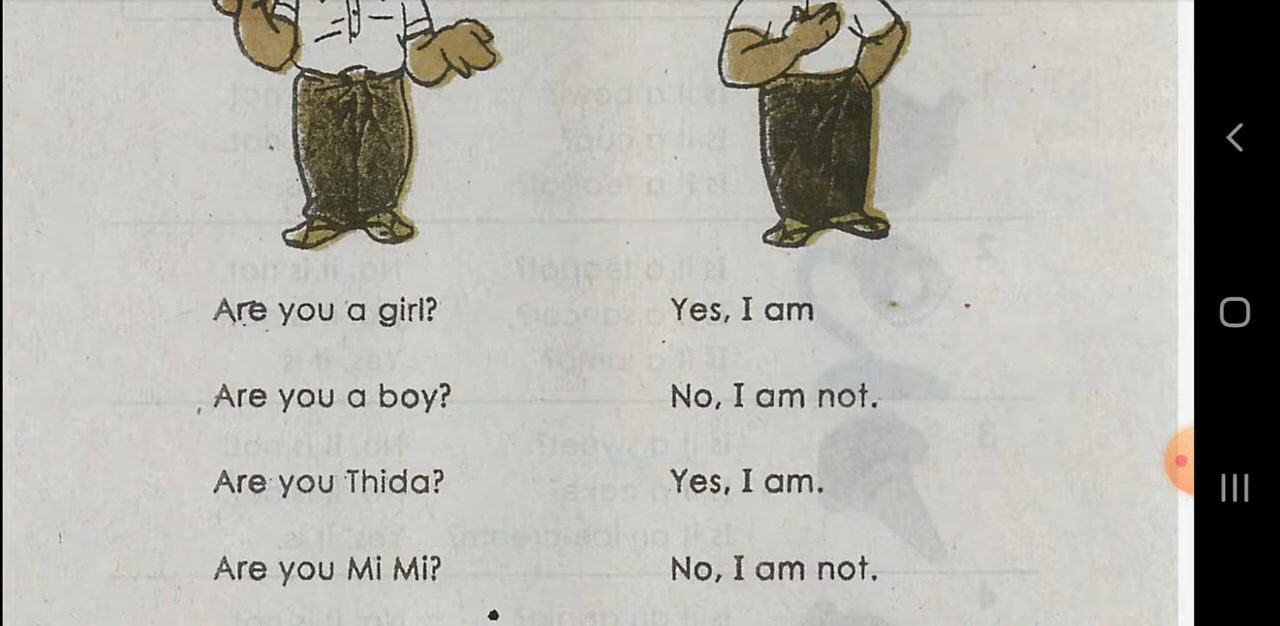 Are you a girl? Yes, I am
Are you a boy? No, I am not.
Are you Thida? Yes, I am.
Are you Mi Mi? No, I am not.